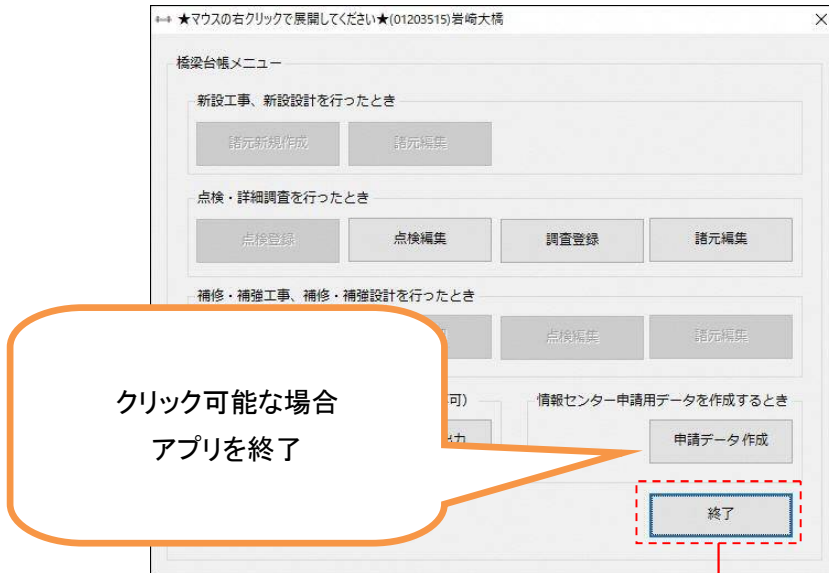 ★マウスの右クリックで展開してください★(01203515)岩崎大橋
橋梁台帳メニュー
新設工事、新設設計を行ったとき
諸元新規作成 諸元編集
点検・詳細調査を行ったとき
点検登録 点検編集 調査登録 諸元編集
補修・補強工事、補修・補強設計を行ったとき
点検編集 諸元編集
クリック可能な場合
アプリを終了
可) 情報センター申請用データを作成するとき
出力 申請データ作成
終了